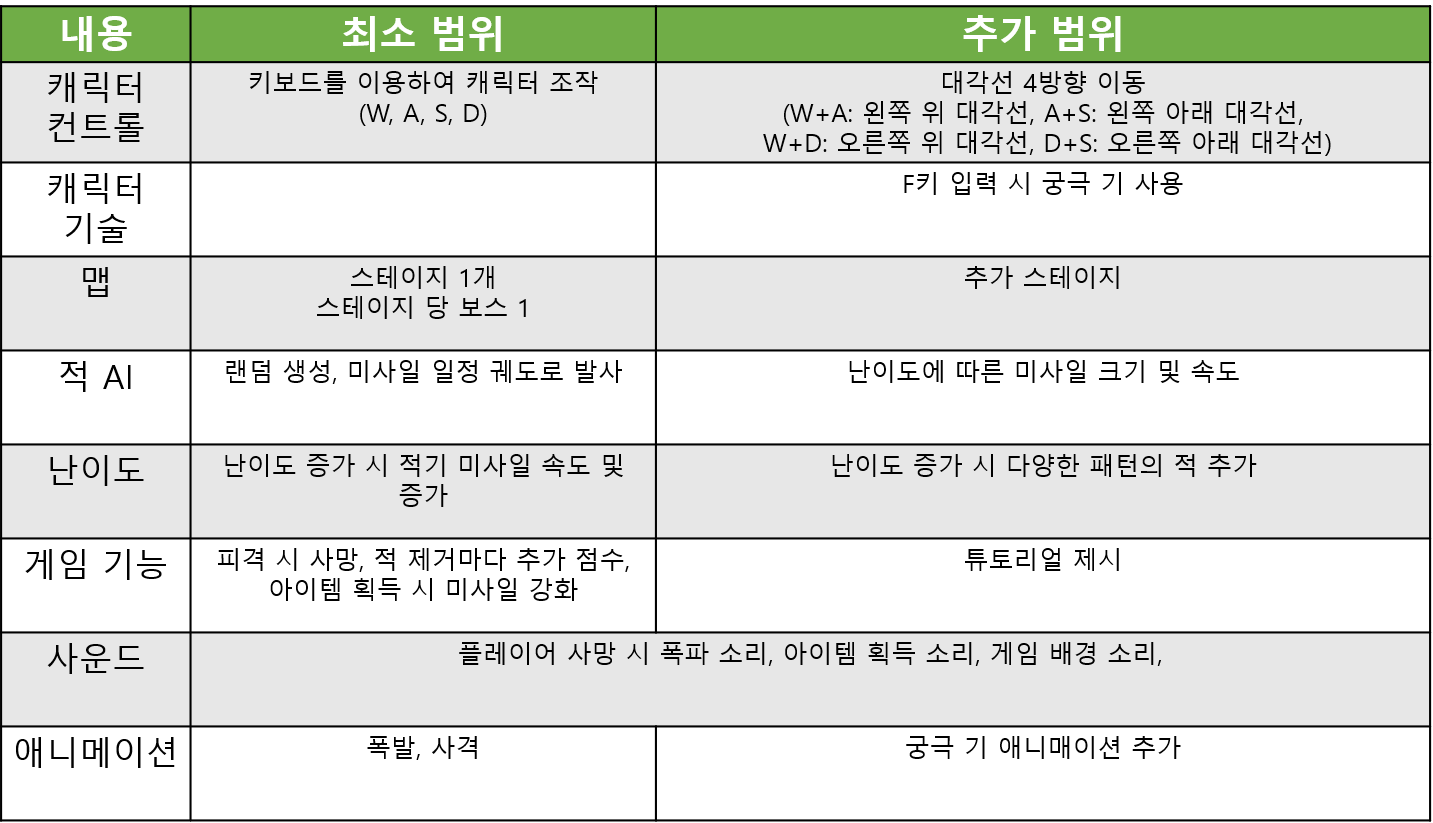 내용
최소 범위
추가 범위
캐릭터
컨트롤
키보드를 이용하여 캐릭터 조작
(W, A, S, D)
대각선 4방향 이동
(W+A: 왼쪽 위 대각선, A+S: 왼쪽 아래 대각선,
W+D: 오른쪽 위 대각선, D+S: 오른쪽 아래 대각선)
캐릭터
기술
F키 입력 시 궁극 기 사용
맵
스테이지 1개
스테이지 당 보스 1
추가 스테이지
적 AI
랜덤 생성, 미사일 일정 궤도로 발사
난이도에 따른 미사일 크기 및 속도
난이도
난이도 증가 시 적기 미사일 속도 및
증가
난이도 증가 시 다양한 패턴의 적 추가
게임 기능
피격 시 사망, 적 제거마다 추가 점수,
아이템 획득 시 미사일 강화
튜토리얼 제시
사운드
플레이어 사망 시 폭파 소리, 아이템 획득 소리, 게임 배경 소리,
애니메이션
폭발, 사격
궁극 기 애니매이션 추가